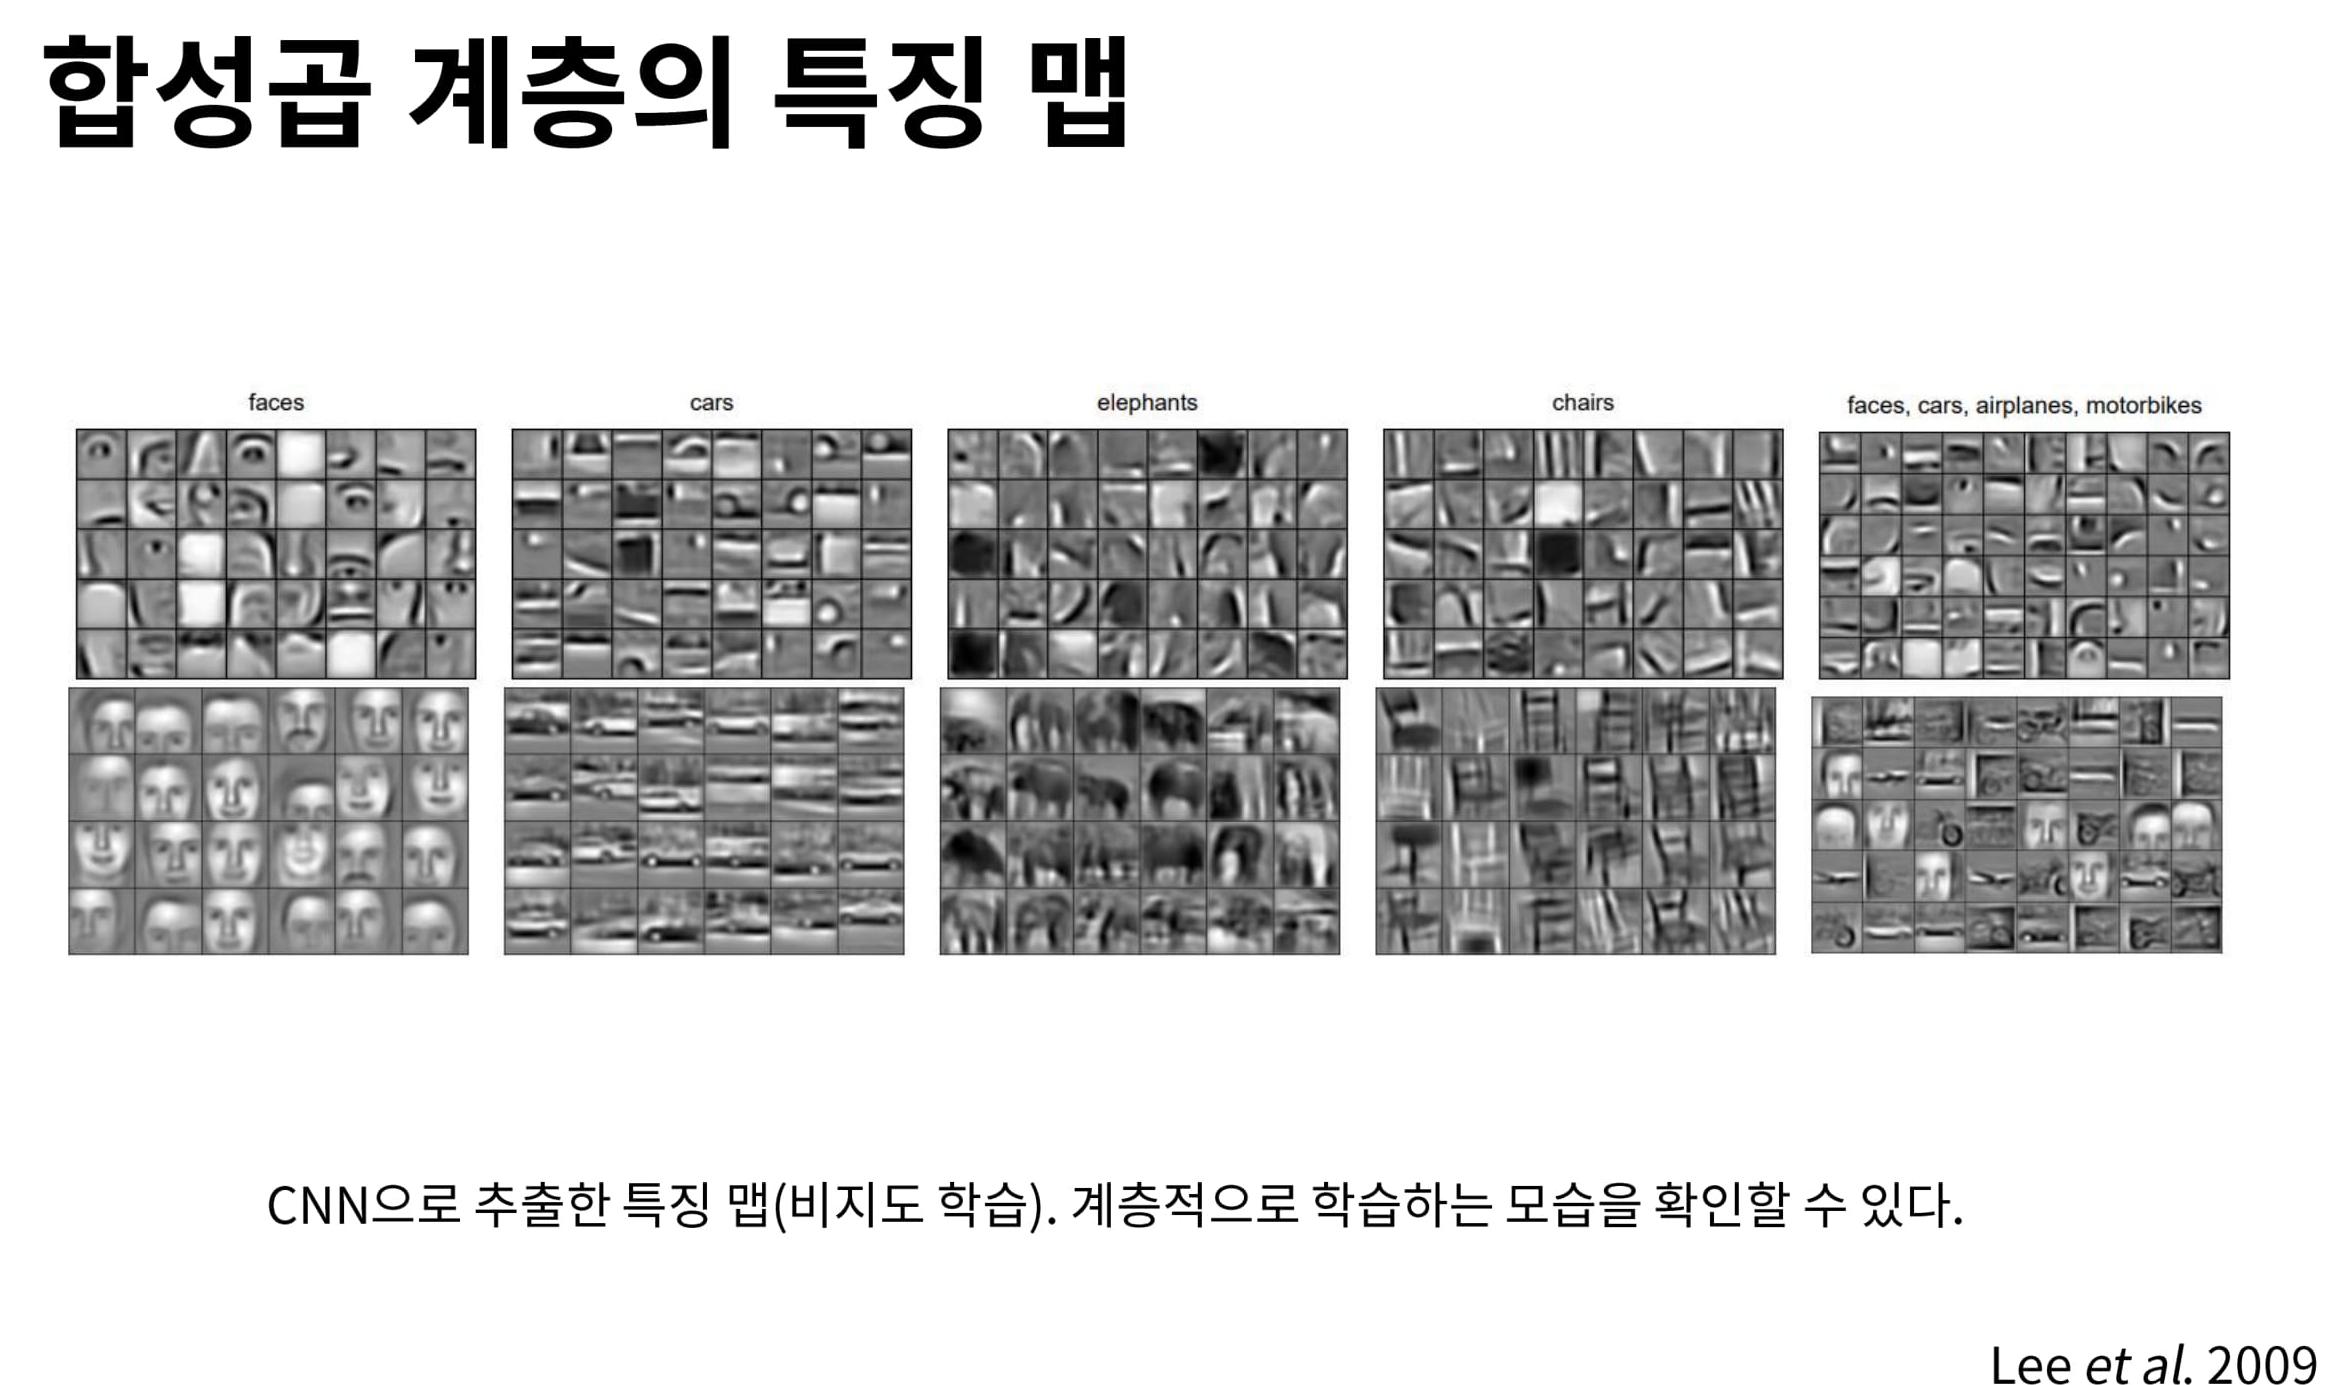 합성곱 계층의 특징 맵
faces
cars
elephants
chairs
faces, cars, airplanes, motorbikes
CNN으로 추출한 특징 맵(비지도 학습). 계층적으로 학습하는 모습을 확인할 수 있다.
Lee et al. 2009